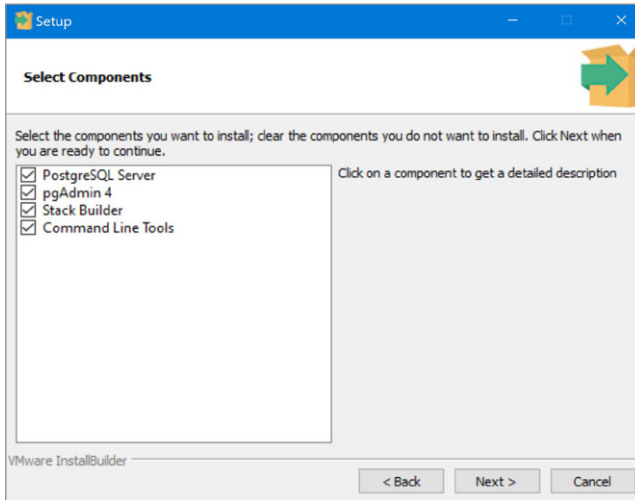 Setup
Select Components
Select the components you want to install; clear the components you do not want to install. Click Next when
you are ready to continue.
PostgreSQL Server
pgAdmin 4
Stack Builder
Command Line Tools
Click on a component to get a detailed description
VMware InstallBuilder
< Back
Next >
Cancel